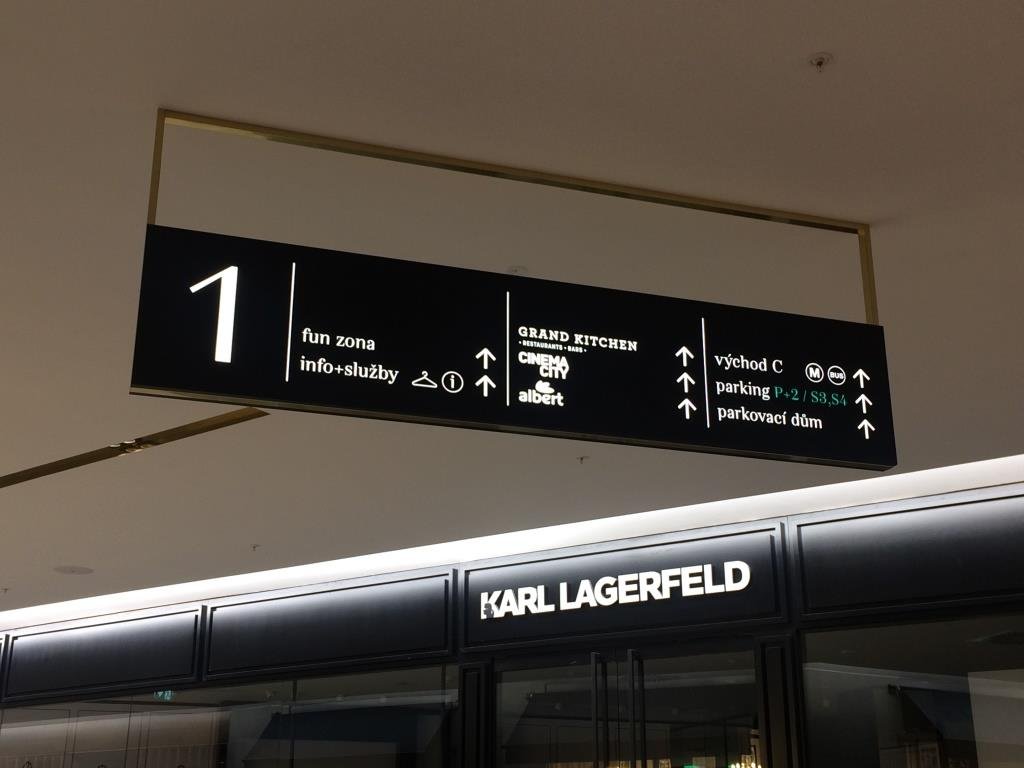 1
fun zona
info+služby
i
GRAND KITCHEN
• RESTAURANTS • BARS •
CINEMA
CITY
albert
východ C M BUS
parking P+2 / S3,S4
parkovací dům
KARL LAGERFELD